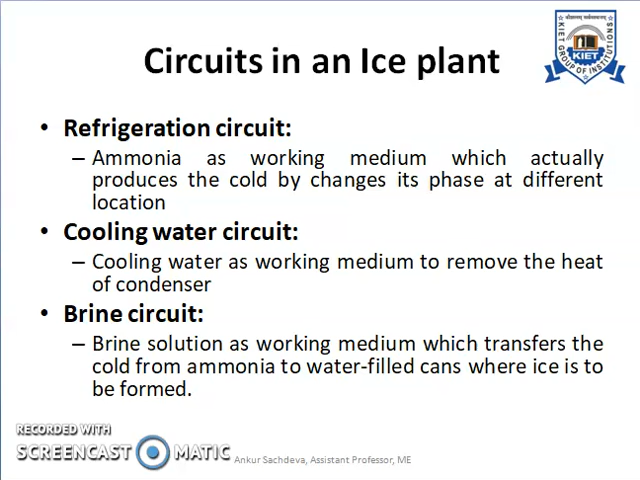 Circuits in an Ice plant
KIET
KIET GROUP OF INSTITUTIONS
• Refrigeration circuit:
– Ammonia as working medium which actually
produces the cold by changes its phase at different
location
• Cooling water circuit:
– Cooling water as working medium to remove the heat
of condenser
• Brine circuit:
– Brine solution as working medium which transfers the
cold from ammonia to water-filled cans where ice is to
be formed.
RECORDED WITH
SCREENCAST MATIC
Ankur Sachdeva, Assistant Professor, ME